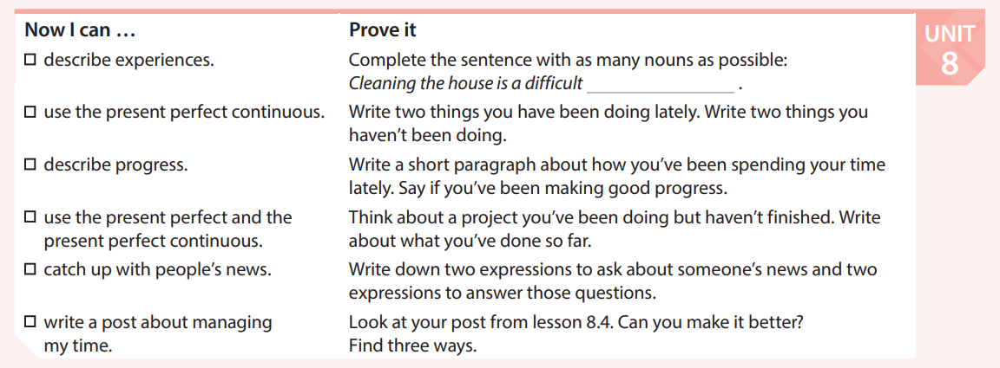 Now I can …
Prove it
UNIT
8
describe experiences.
Complete the sentence with as many nouns as possible:
Cleaning the house is a difficult ________________ .
use the present perfect continuous.
Write two things you have been doing lately. Write two things you
haven’t been doing.
describe progress.
Write a short paragraph about how you’ve been spending your time
lately. Say if you’ve been making good progress.
use the present perfect and the
present perfect continuous.
Think about a project you’ve been doing but haven’t finished. Write
about what you’ve done so far.
catch up with people’s news.
Write down two expressions to ask about someone’s news and two
expressions to answer those questions.
write a post about managing
my time.
Look at your post from lesson 8.4. Can you make it better?
Find three ways.